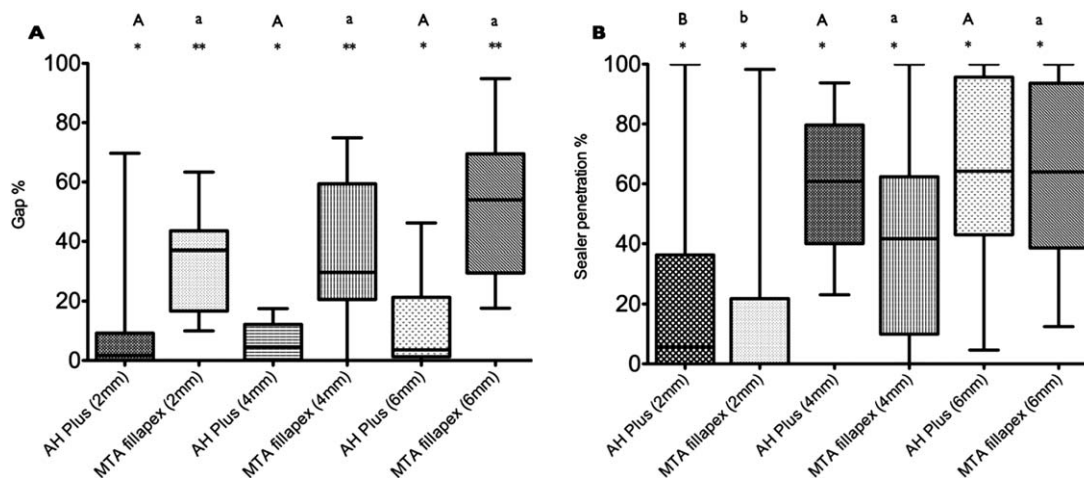 A a A a A a
A
* ** * ** * **
100
80
60
40
20
0
Gap %
AH Plus (2mm)
MTA fillapex (2mm)
AH Plus (4mm)
MTA fillapex (4mm)
AH Plus (6mm)
MTA fillapex (6mm)
B b A a A a
B
* * * * * *
100
80
60
40
20
0
Sealer penetration %
AH Plus (2mm)
MTA fillapex (2mm)
AH Plus (4mm)
MTA fillapex (4mm)
AH Plus (6mm)
MTA fillapex (6mm)